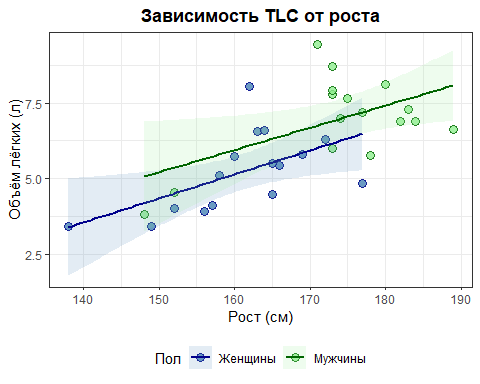 Зависимость TLC от роста
Объём лёгких (л)
7.5
5.0
2.5
140 150 160 170 180 190
Рост (см)
Пол Женщины Мужчины